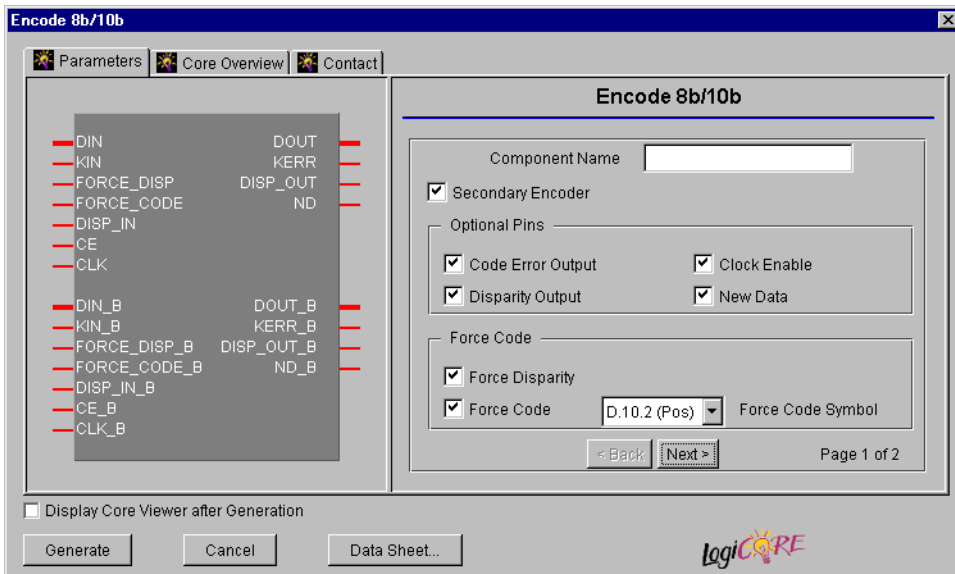 Encode 8b/10b
Parameters Core Overview Contact
DIN DOUT
KIN KERR
FORCE_DISP DISP_OUT
FORCE_CODE ND
DISP_IN
CE
CLK
DIN_B DOUT_B
KIN_B KERR_B
FORCE_DISP_B DISP_OUT_B
FORCE_CODE_B ND_B
DISP_IN_B
CE_B
CLK_B
Encode 8b/10b
Component Name
Secondary Encoder
Optional Pins
Code Error Output Clock Enable
Disparity Output New Data
Force Code
Force Disparity
Force Code D.10.2 (Pos) Force Code Symbol
< Back Next > Page 1 of 2
Display Core Viewer after Generation
Generate Cancel Data Sheet...
LogiCORE